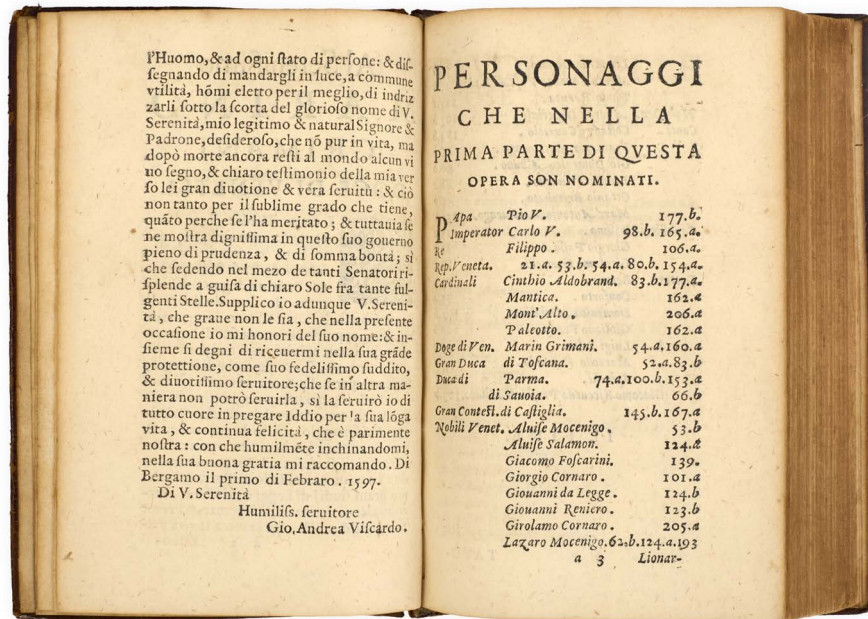 l'Huomo, & ad ogni ſtato di perſone: & diſ-
ſegnando di mandargli in luce, a commune
vtilità, hõmi eletto per il meglio, di indriz
zarli ſotto la ſcorta del glorioſo nome di V.
Serenità, mio legitimo & natural Signore &
Padrone, deſideroſo, che nõ pur in vita, ma
dopò morte ancora reſti al mondo alcun vi
uo ſegno, & chiaro teſtimonio della mia ver
ſo lei gran diuotione & vera ſeruitù : & ciò
non tanto per il ſublime grado che tiene,
quãto perche ſe l'ha meritato ; & tuttauia ſe
ne moſtra digniſſima in queſto ſuo gouerno
pieno di prudenza, & di ſomma bontà ; sì
che ſedendo nel mezo de tanti Senatori ri-
ſplende a guiſa di chiaro Sole fra tante ful-
genti Stelle. Supplico io adunque V. Sereni-
tà, che graue non le ſia, che nella preſente
occaſione io mi honori del ſuo nome: & in-
ſieme ſi degni di riceuermi nella ſua grãde
protettione, come ſuo fedeliſſimo ſuddito,
& diuotiſſimo ſeruitore; che ſe in altra ma-
niera non potrò ſeruirla, sì la ſeruirò io di
tutto cuore in pregare Iddio per la ſua lõga
vita, & continua felicità, che è parimente
noſtra : con che humilmẽte inchinandomi,
nella ſua buona gratia mi raccomando. Di
Bergamo il primo di Febraro. 1597.
Di V. Serenità
Humiliſs. ſeruitore
Gio. Andrea Viſcardo.
PERSONAGGI
CHE NELLA
PRIMA PARTE DI QVESTA
OPERA SON NOMINATI.
PApa Pio V. 177.b.
Imperator Carlo V. 98.b. 165.a.
Re Filippo. 106.a.
Rep. Veneta. 21.a. 53.b. 54.a. 80.b. 154.a.
Cardinali Cinthio Aldobrand. 83.b. 177.a.
Mantica. 162.a
Mont'Alto. 206.a
Paleotto. 162.a
Doge di Ven. Marin Grimani. 54.a. 160.a
Gran Duca di Toſcana. 52.a. 83.b
Duca di Parma. 74.a. 100.b. 153.a
di Sauoia. 66.b
Gran Conteſt. di Caſtiglia. 145.b. 167.a
Nobili Venet. Aluiſe Mocenigo. 53.b
Aluiſe Salamon. 124.a
Giacomo Foſcarini. 139.
Giorgio Cornaro. 101.a
Giouanni da Legge. 124.b
Giouanni Reniero. 123.b
Girolamo Cornaro. 205.a
Lazaro Mocenigo. 62.b. 124.a. 193
a 3 Lionar-